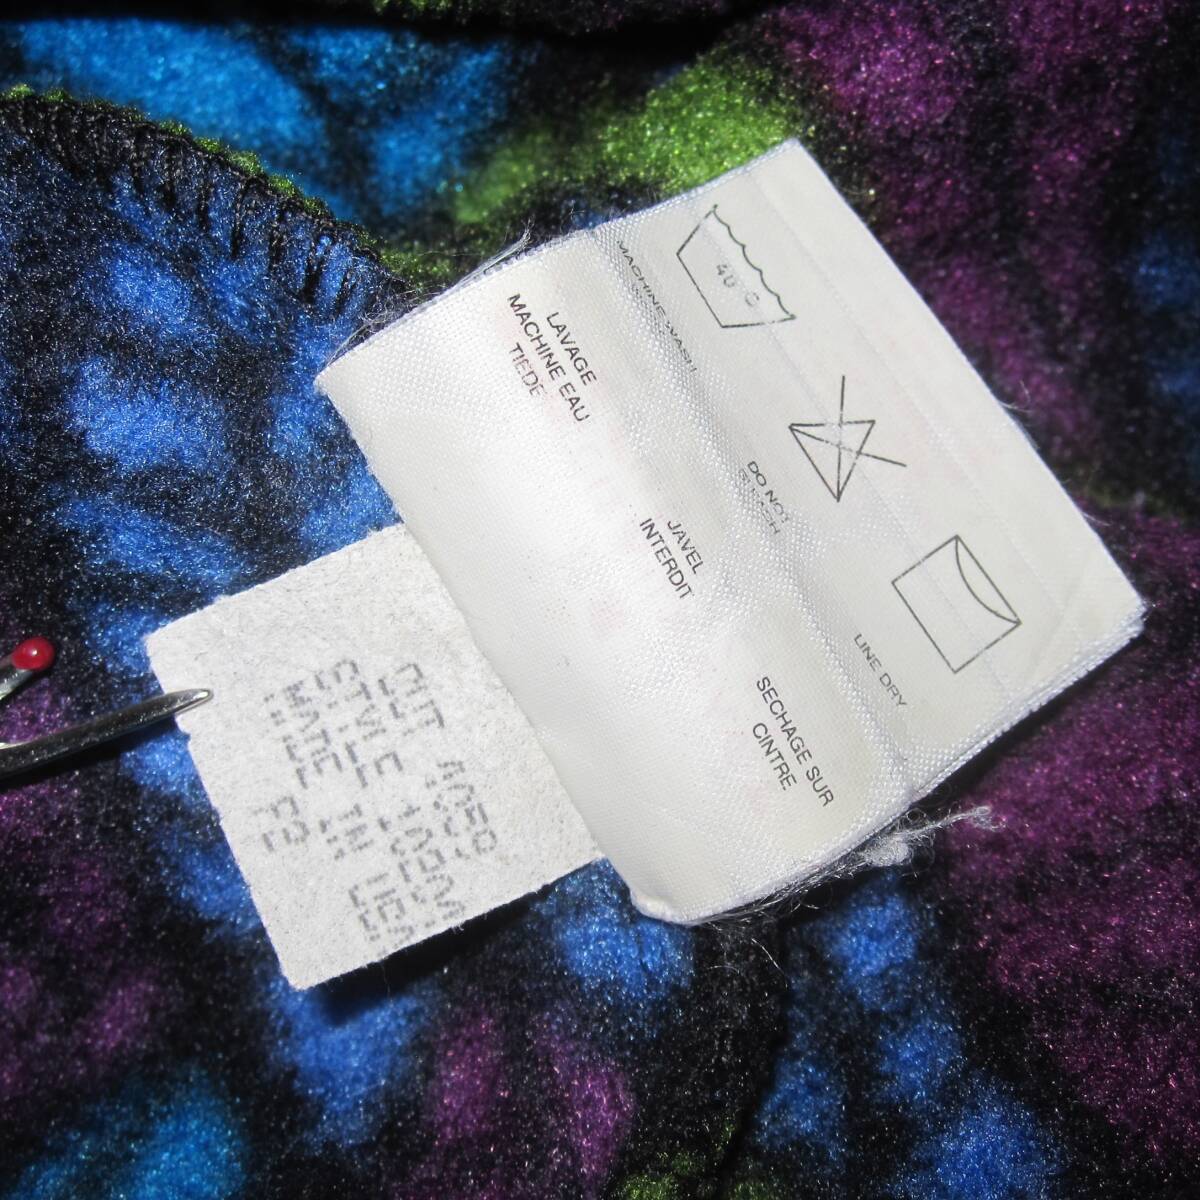 40°C
MACHINE WASH
LAVAGE
MACHINE EAU
TIEDE
DO NOT
BLEACH
JAVEL
INTERDIT
LINE DRY
SECHAGE SUR
CINTRE
CUT 4059
STYLE
MADE IN USA
F2